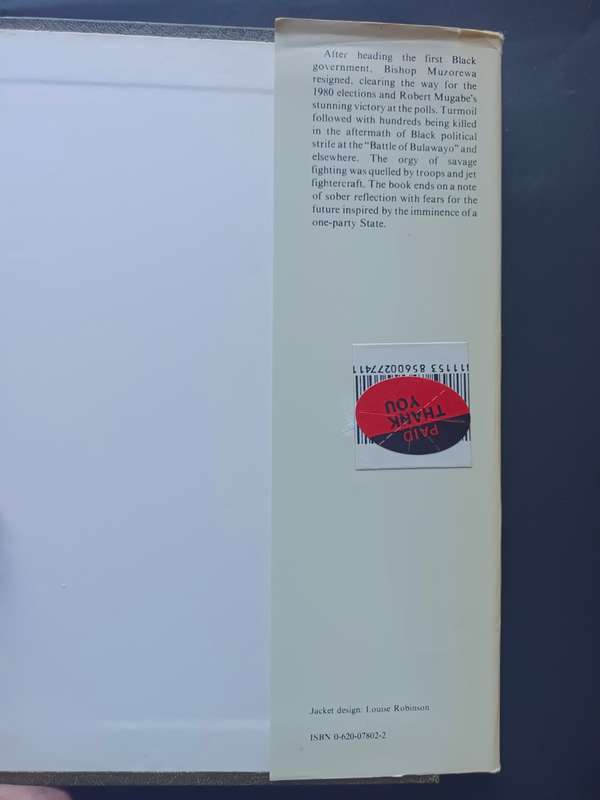 After heading the first Black
government, Bishop Muzorewa
resigned, clearing the way for the
1980 elections and Robert Mugabe's
stunning victory at the polls. Turmoil
followed with hundreds being killed
in the aftermath of Black political
strife at the "Battle of Bulawayo" and
elsewhere. The orgy of savage
fighting was quelled by troops and jet
fightercraft. The book ends on a note
of sober reflection with fears for the
future inspired by the imminence of a
one-party State.
PAID
THANK
YOU
Jacket design: Louise Robinson
ISBN 0-620-07802-2